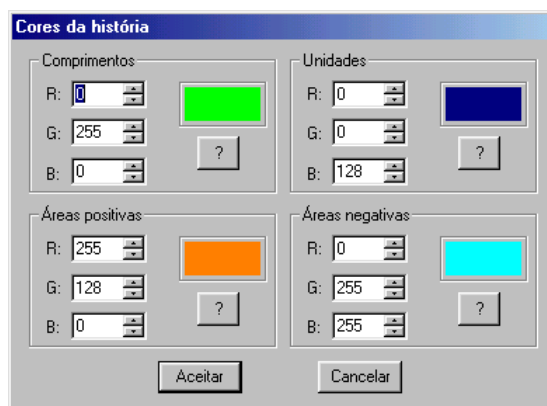 Cores da história
Comprimentos
R: 0
G: 255
?
B: 0
Unidades
R: 0
G: 0
?
B: 128
Áreas positivas
R: 255
G: 128
?
B: 0
Áreas negativas
R: 0
G: 255
?
B: 255
Aceitar
Cancelar